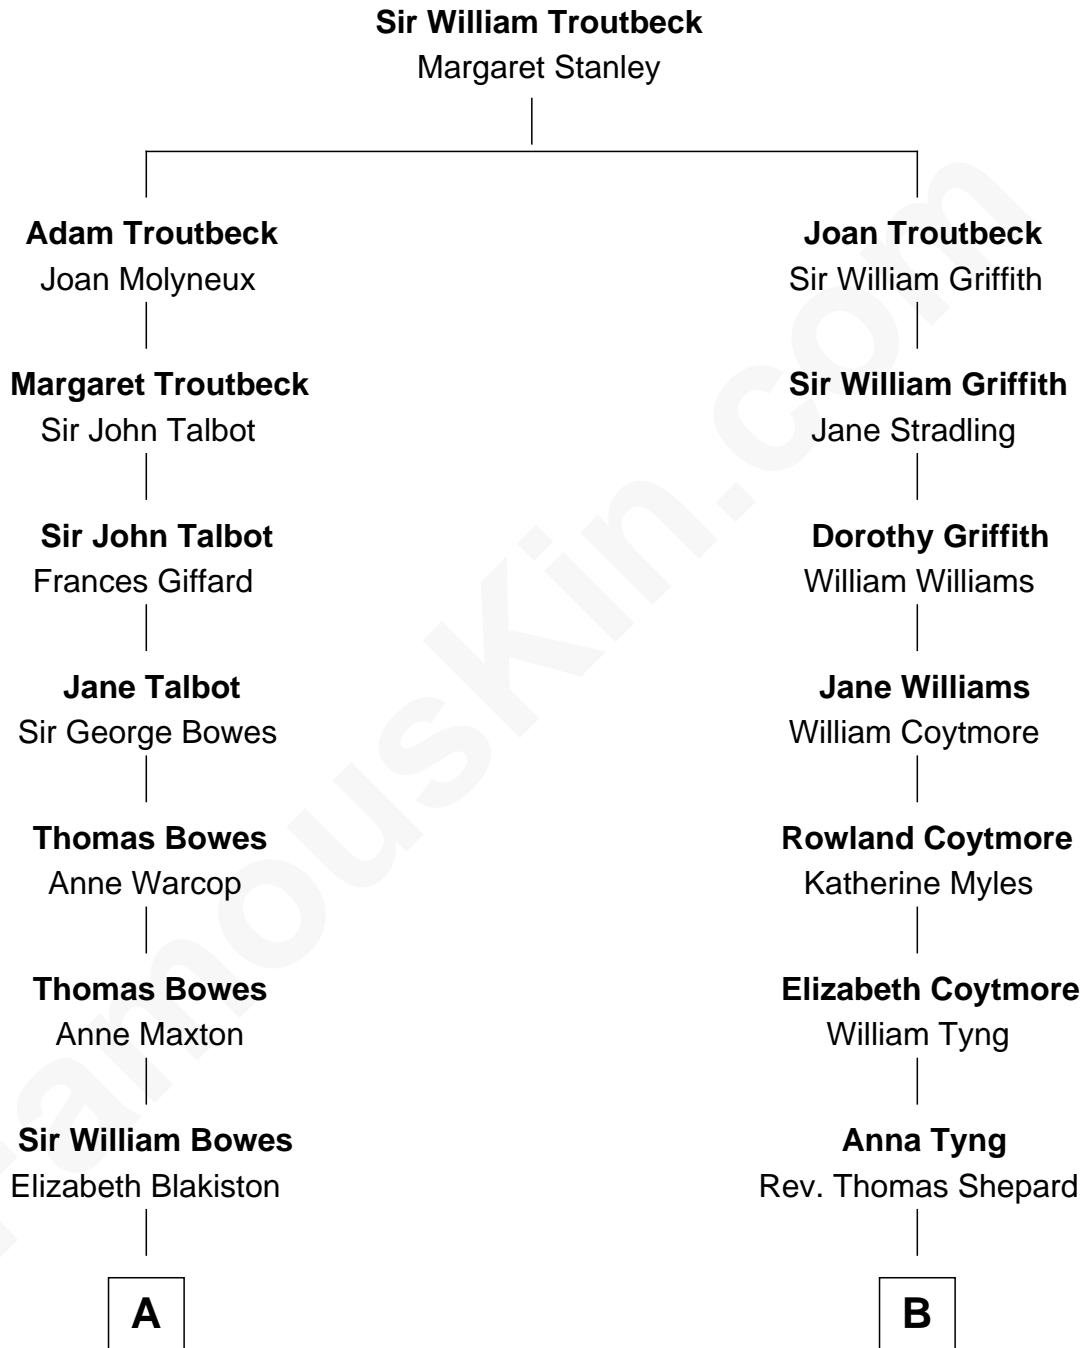 Sir William Troutbeck
Margaret Stanley
Adam Troutbeck
Joan Molyneux
Joan Troutbeck
Sir William Griffith
Margaret Troutbeck
Sir John Talbot
Sir William Griffith
Jane Stradling
Sir John Talbot
Frances Giffard
Dorothy Griffith
William Williams
Jane Talbot
Sir George Bowes
Jane Williams
William Coytmore
Thomas Bowes
Anne Warcop
Rowland Coytmore
Katherine Myles
Thomas Bowes
Anne Maxton
Elizabeth Coytmore
William Tyng
Sir William Bowes
Elizabeth Blakiston
Anna Tyng
Rev. Thomas Shepard
A
B
FamousKin.com